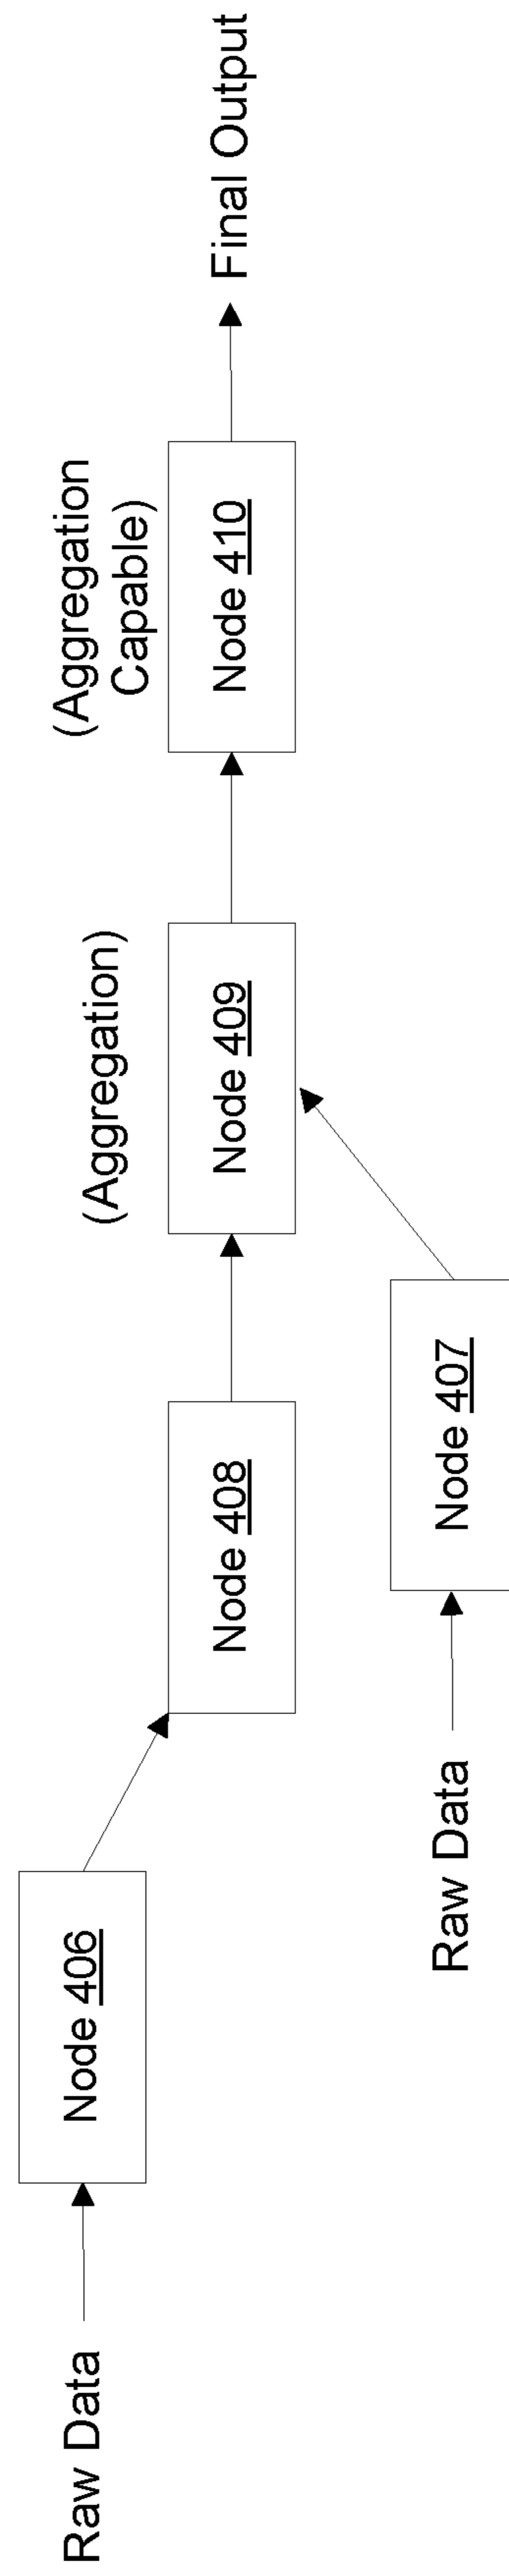 Raw Data
Node 406
Node 408
Raw Data
Node 407
(Aggregation)
Node 409
(Aggregation
Capable)
Node 410
Final Output